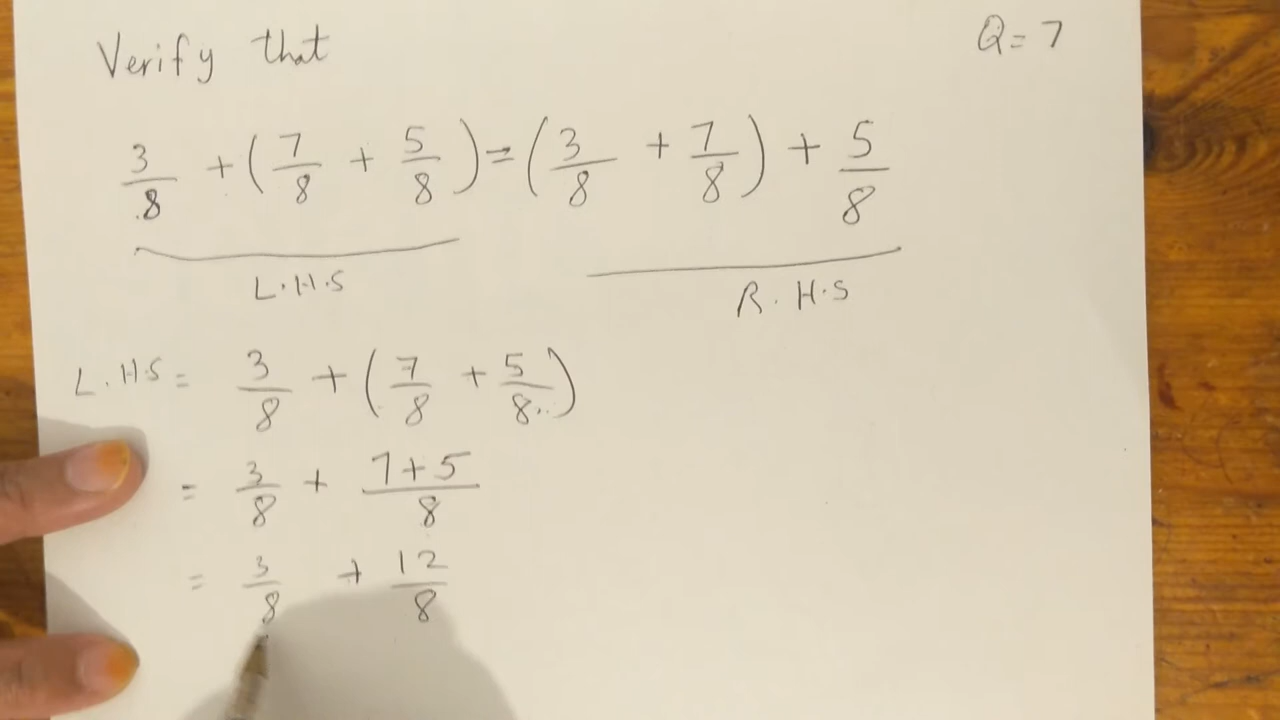 Verify that
Q = 7
3/8 + (7/8 + 5/8) = (3/8 + 7/8) + 5/8
L.H.S
R.H.S
L.H.S = 3/8 + (7/8 + 5/8)
= 3/8 + 7+5/8
= 3/8 + 12/8